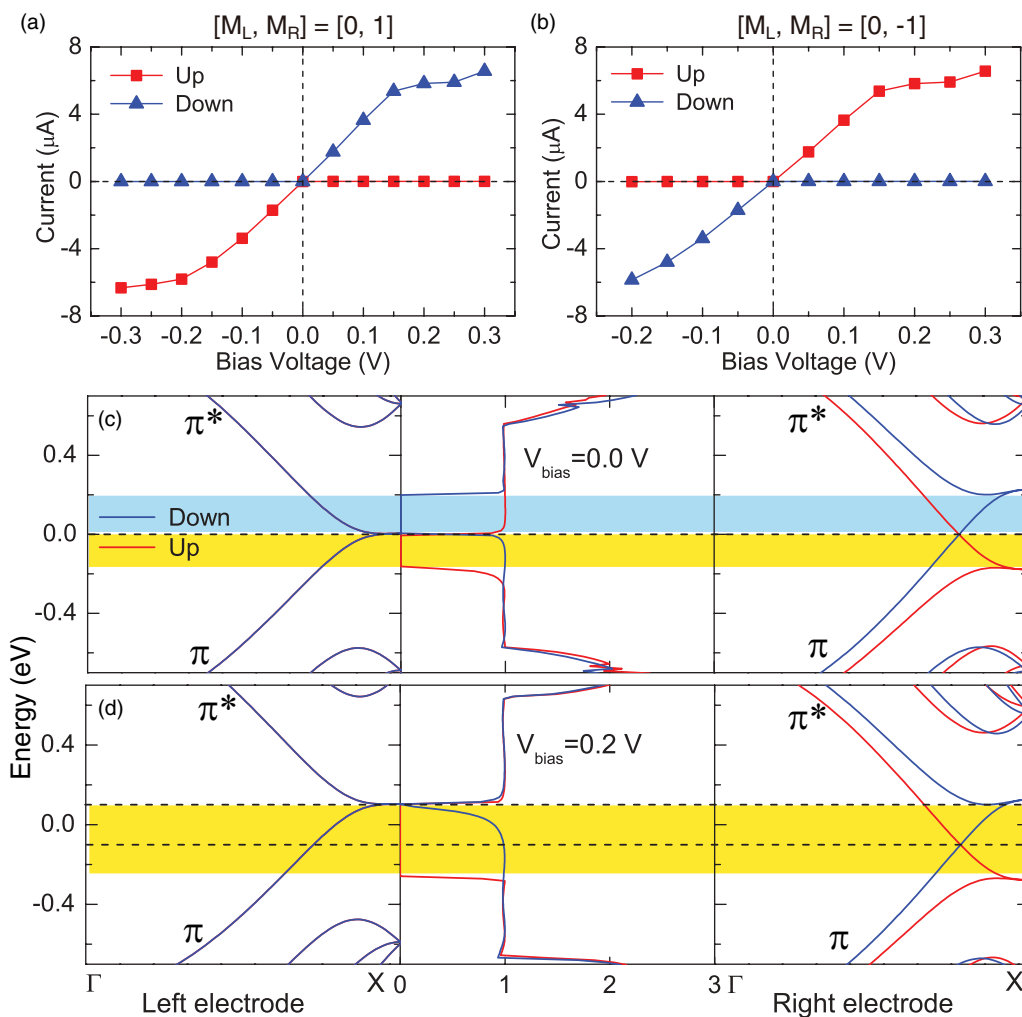 (a) [M_L, M_R] = [0, 1] (b) [M_L, M_R] = [0, -1]
8 8
Up Up
Down Down
4 4
0 0
-4 -4
-8 -8
Current (μA) Current (μA)
-0.3 -0.2 -0.1 0.0 0.1 0.2 0.3 -0.2 -0.1 0.0 0.1 0.2 0.3
Bias Voltage (V) Bias Voltage (V)
(c) π* V_bias=0.0 V π*
0.4
Down
0.0
Up
-0.4
π π
Energy (eV)
(d) π* V_bias=0.2 V π*
0.4
0.0
-0.4
π π
Γ X 0 1 2 3 Γ X
Left electrode Right electrode